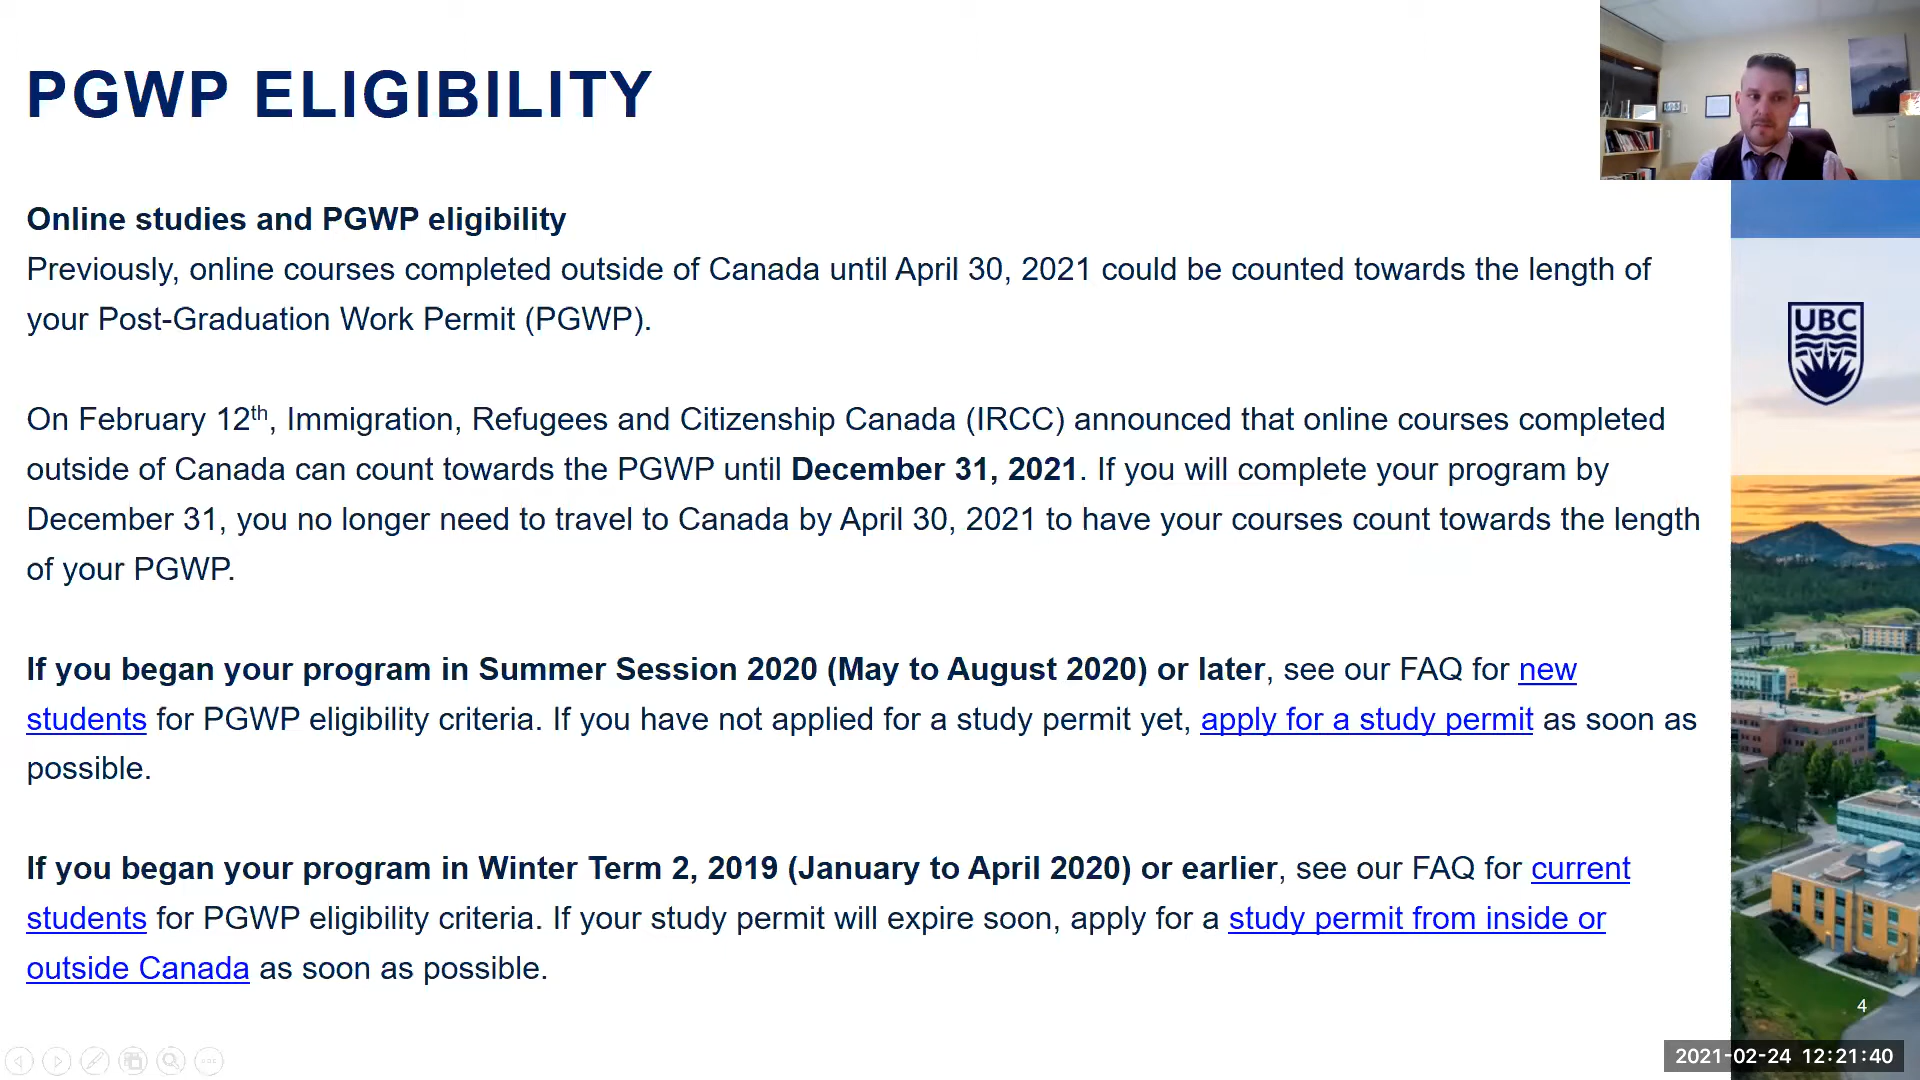 PGWP ELIGIBILITY
Online studies and PGWP eligibility
Previously, online courses completed outside of Canada until April 30, 2021 could be counted towards the length of
your Post-Graduation Work Permit (PGWP).
On February 12th, Immigration, Refugees and Citizenship Canada (IRCC) announced that online courses completed
outside of Canada can count towards the PGWP until December 31, 2021. If you will complete your program by
December 31, you no longer need to travel to Canada by April 30, 2021 to have your courses count towards the length
of your PGWP.
If you began your program in Summer Session 2020 (May to August 2020) or later, see our FAQ for new
students for PGWP eligibility criteria. If you have not applied for a study permit yet, apply for a study permit as soon as
possible.
If you began your program in Winter Term 2, 2019 (January to April 2020) or earlier, see our FAQ for current
students for PGWP eligibility criteria. If your study permit will expire soon, apply for a study permit from inside or
outside Canada as soon as possible.
UBC
4
2021-02-24 12:21:40